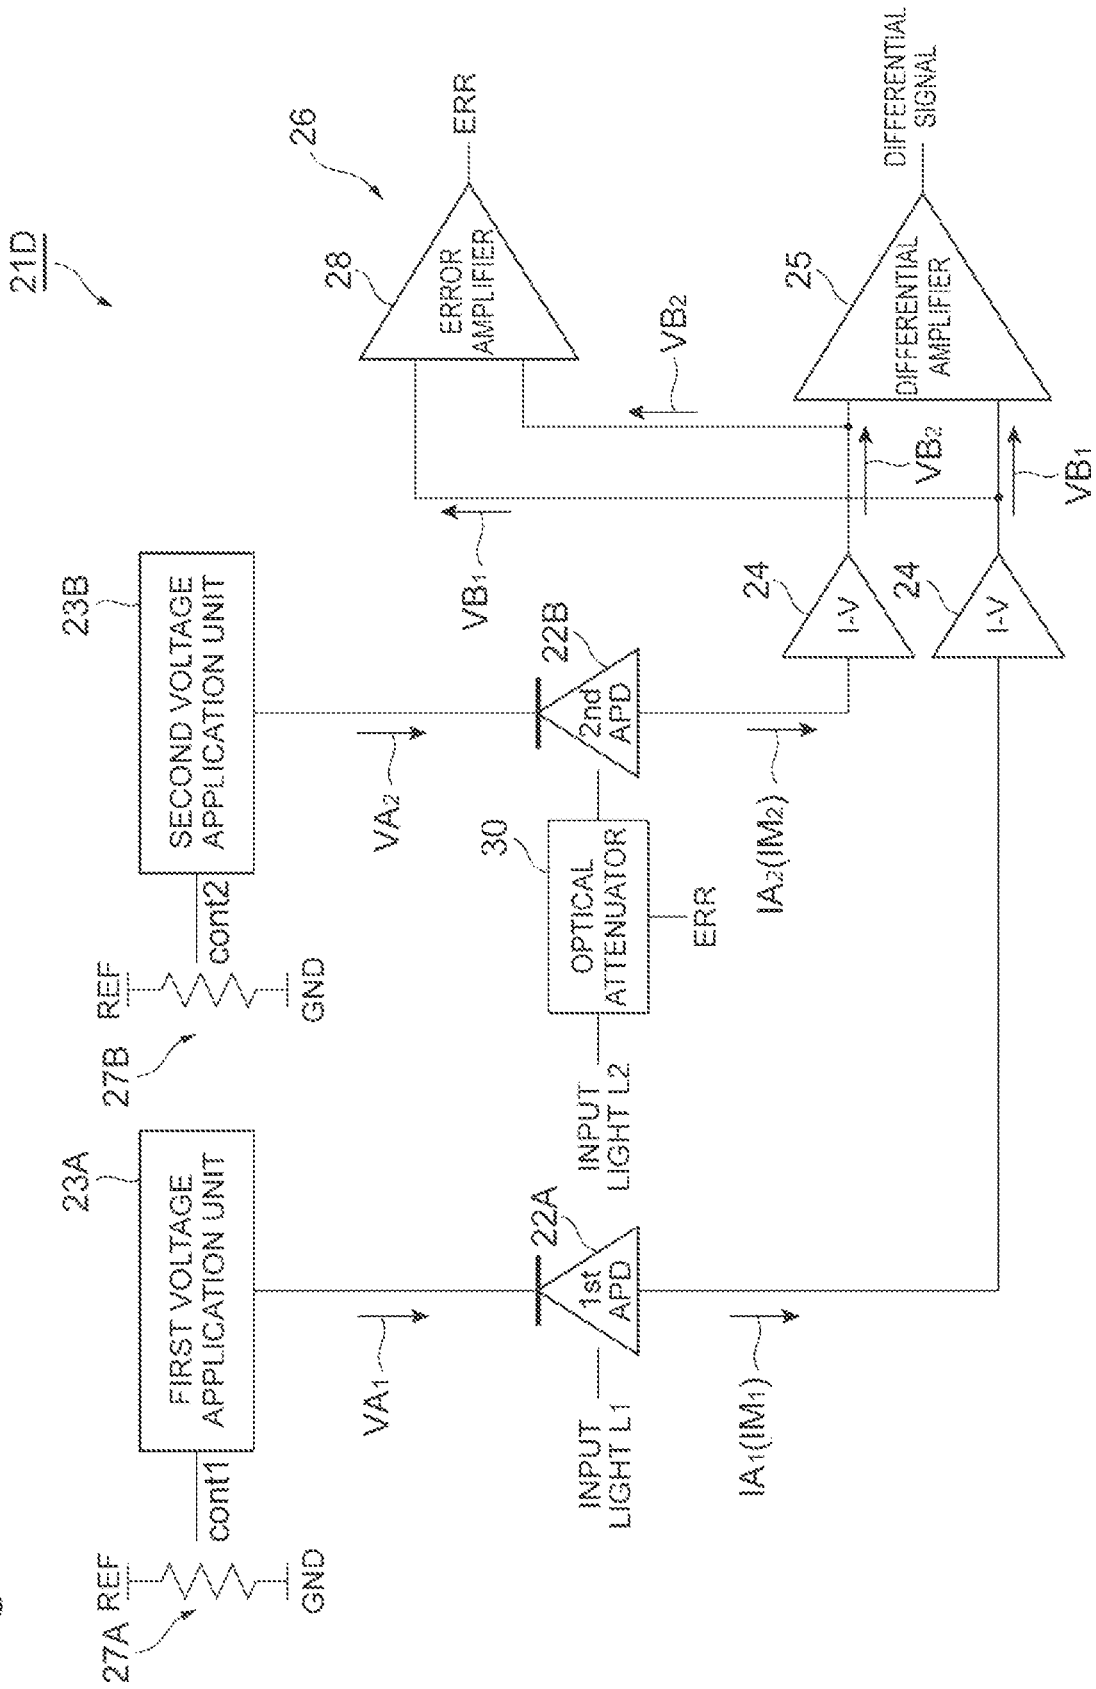 21D
27A
REF
GND
cont1
23A
FIRST VOLTAGE
APPLICATION UNIT
27B
REF
GND
cont2
23B
SECOND VOLTAGE
APPLICATION UNIT
VA1
VA2
INPUT
LIGHT L1
22A
1st
APD
INPUT
LIGHT L2
30
OPTICAL
ATTENUATOR
ERR
22B
2nd
APD
IA1(IM1)
IA2(IM2)
24
I-V
24
I-V
VB1
VB2
VB2
VB1
26
28
ERROR
AMPLIFIER
ERR
25
DIFFERENTIAL
AMPLIFIER
DIFFERENTIAL
SIGNAL